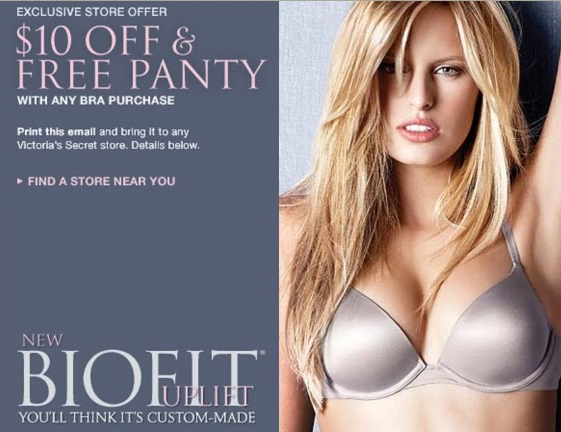 EXCLUSIVE STORE OFFER
$10 OFF &
FREE PANTY
WITH ANY BRA PURCHASE
Print this email and bring it to any
Victoria's Secret store. Details below.
▸ FIND A STORE NEAR YOU
NEW
BIOFIT®
UPLIFT
YOU'LL THINK IT'S CUSTOM-MADE